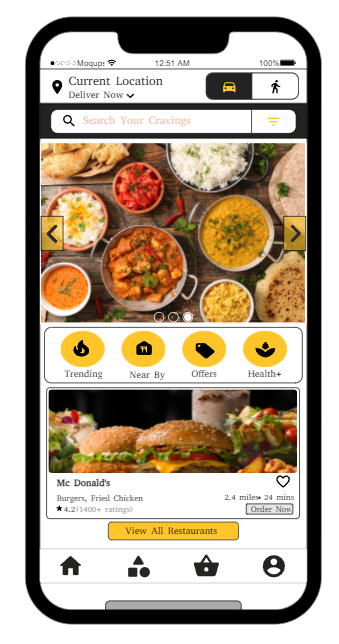 Moqups 12:51 AM 100%
Current Location
Deliver Now
Search Your Cravings
Trending Near By Offers Health+
Mc Donald's
Burgers, Fried Chicken 2.4 miles• 24 mins
4.2(1400+ ratings) Order Now
View All Restaurants